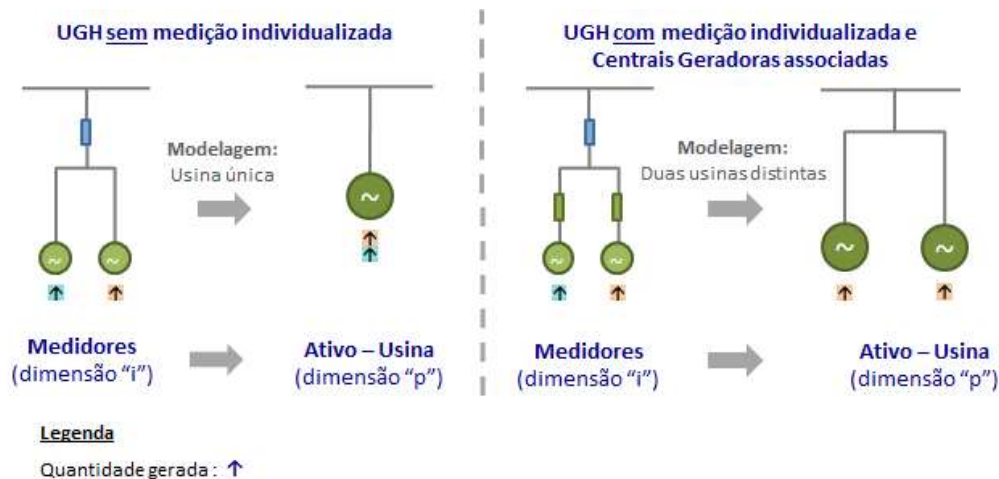 UGH sem medição individualizada
Modelagem:
Usina única
Medidores
(dimensão “i”)
Ativo – Usina
(dimensão “p”)
UGH com medição individualizada e
Centrais Geradoras associadas
Modelagem:
Duas usinas distintas
Medidores
(dimensão “i”)
Ativo – Usina
(dimensão “p”)
Legenda
Quantidade gerada : ↑